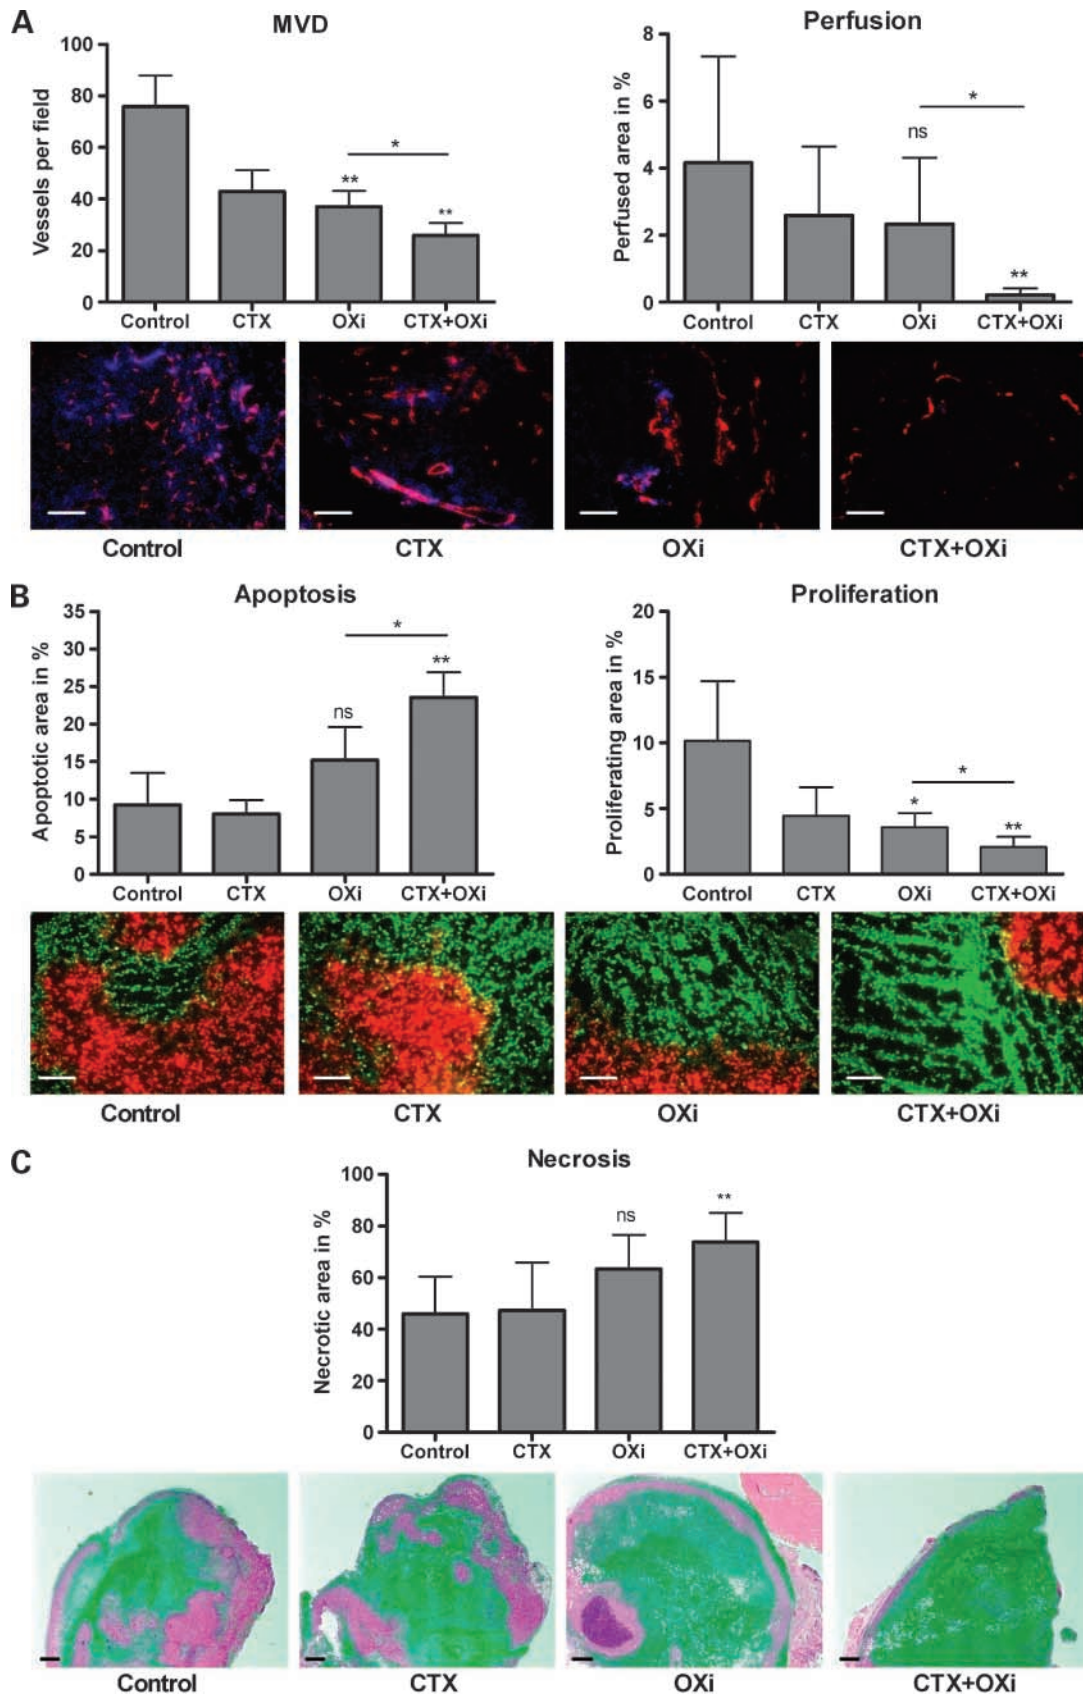 A
MVD
Vessels per field
100
80
60
40
20
0
*
**
**
Control CTX OXi CTX+OXi
Perfusion
Perfused area in %
8
6
4
2
0
*
ns
**
Control CTX OXi CTX+OXi
Control CTX OXi CTX+OXi
B
Apoptosis
Apoptotic area in %
35
30
25
20
15
10
5
0
*
**
ns
Control CTX OXi CTX+OXi
Proliferation
Proliferating area in %
20
15
10
5
0
*
*
**
Control CTX OXi CTX+OXi
Control CTX OXi CTX+OXi
C
Necrosis
Necrotic area in %
100
80
60
40
20
0
ns
**
Control CTX OXi CTX+OXi
Control CTX OXi CTX+OXi